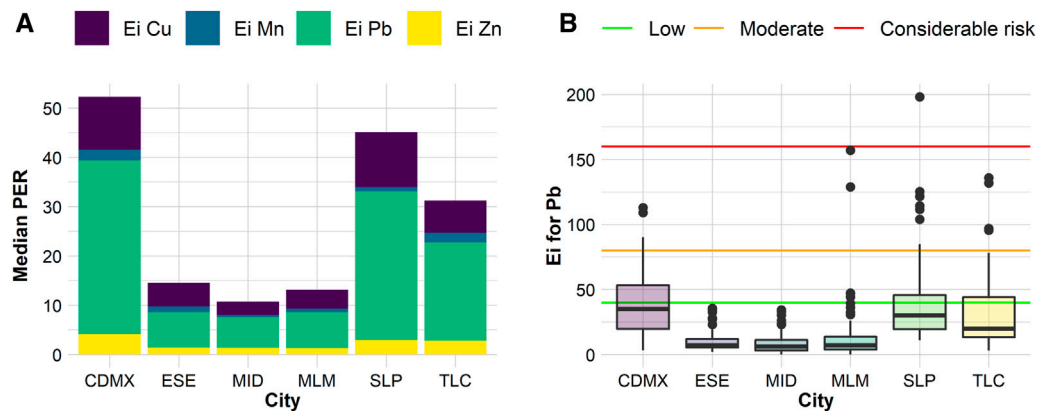 A
Ei Cu Ei Mn Ei Pb Ei Zn
Median PER
50
40
30
20
10
0
CDMX ESE MID MLM SLP TLC
City
B
Low Moderate Considerable risk
Ei for Pb
200
150
100
50
0
CDMX ESE MID MLM SLP TLC
City